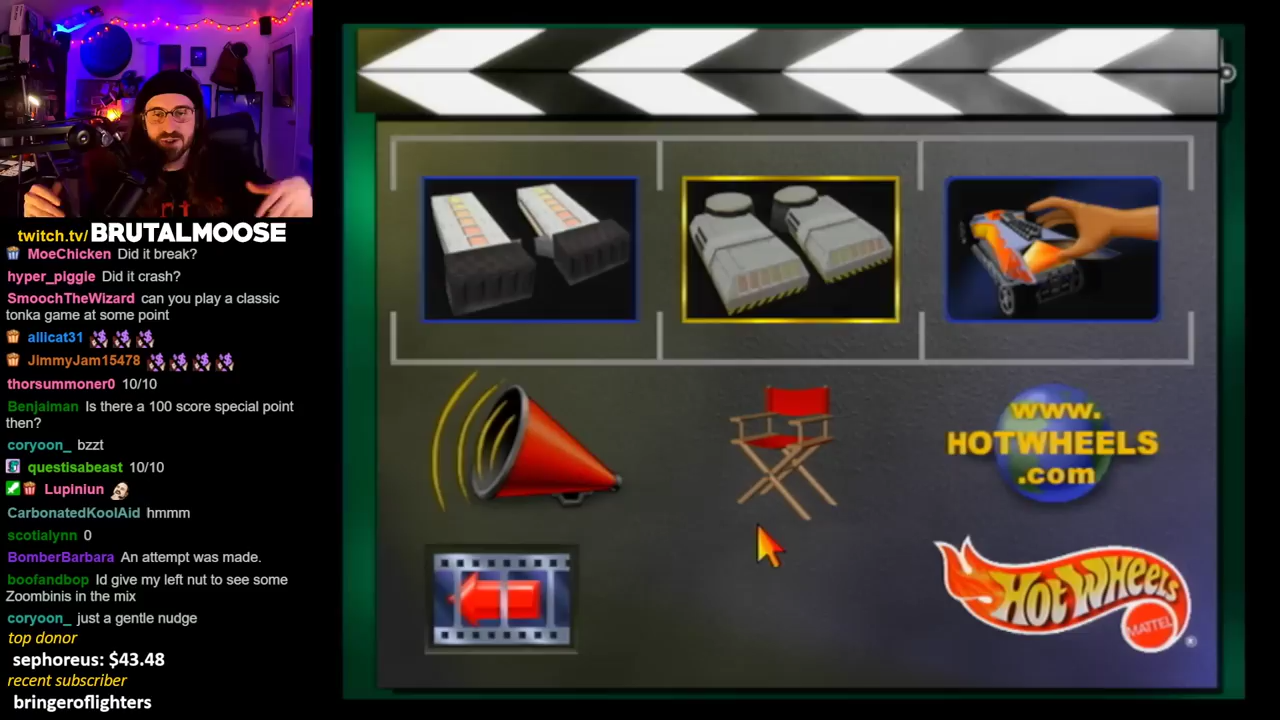 twitch.tv/BRUTALMOOSE
MoeChicken Did it break?
hyper_piggie Did it crash?
SmoochTheWizard can you play a classic
tonka game at some point
allicat31
JimmyJam15478
thorsummoner0 10/10
Benjalman Is there a 100 score special point
then?
coryoon_ bzzt
questisabeast 10/10
Lupiniun
CarbonatedKoolAid hmmm
scotlalynn 0
BomberBarbara An attempt was made.
boofandbop Id give my left nut to see some
Zoombinis in the mix
coryoon_ just a gentle nudge
top donor
sephoreus: $43.48
recent subscriber
bringeroflighters
www.
HOTWHEELS
.com
HOT WHEELS
MATTEL
®